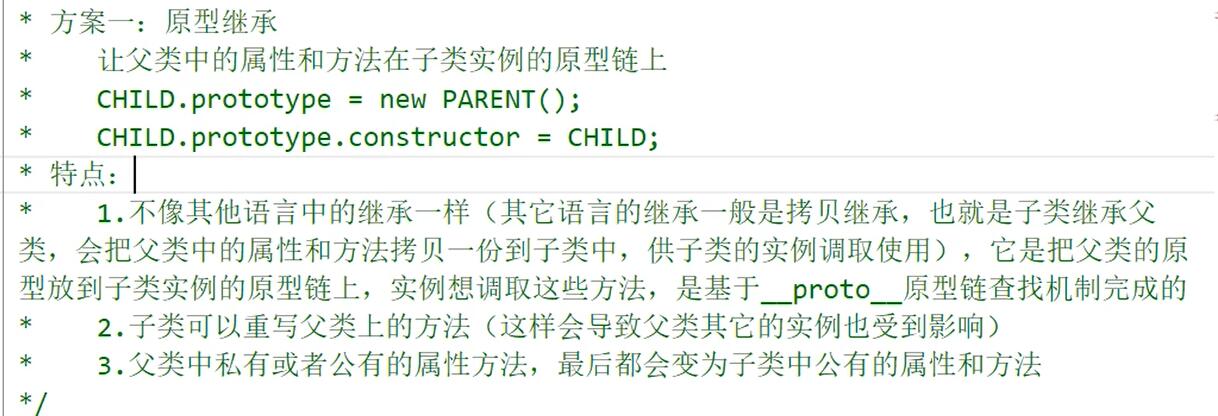 * 方案一：原型继承
*    让父类中的属性和方法在子类实例的原型链上
*    CHILD.prototype = new PARENT();
*    CHILD.prototype.constructor = CHILD;
* 特点：
*    1.不像其他语言中的继承一样（其它语言的继承一般是拷贝继承，也就是子类继承父
类，会把父类中的属性和方法拷贝一份到子类中，供子类的实例调取使用），它是把父类的原
型放到子类实例的原型链上，实例想调取这些方法，是基于__proto__原型链查找机制完成的
*    2.子类可以重写父类上的方法（这样会导致父类其它的实例也受到影响）
*    3.父类中私有或者公有的属性方法，最后都会变为子类中公有的属性和方法
*/